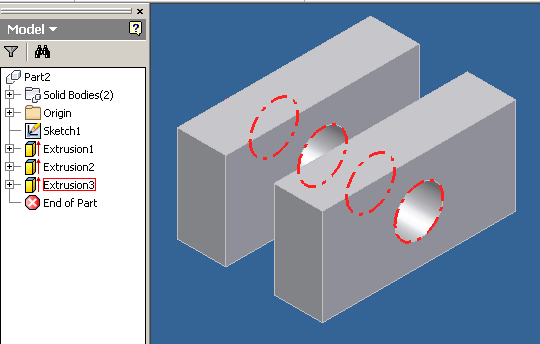 Model
Part2
Solid Bodies(2)
Origin
Sketch1
Extrusion1
Extrusion2
Extrusion3
End of Part